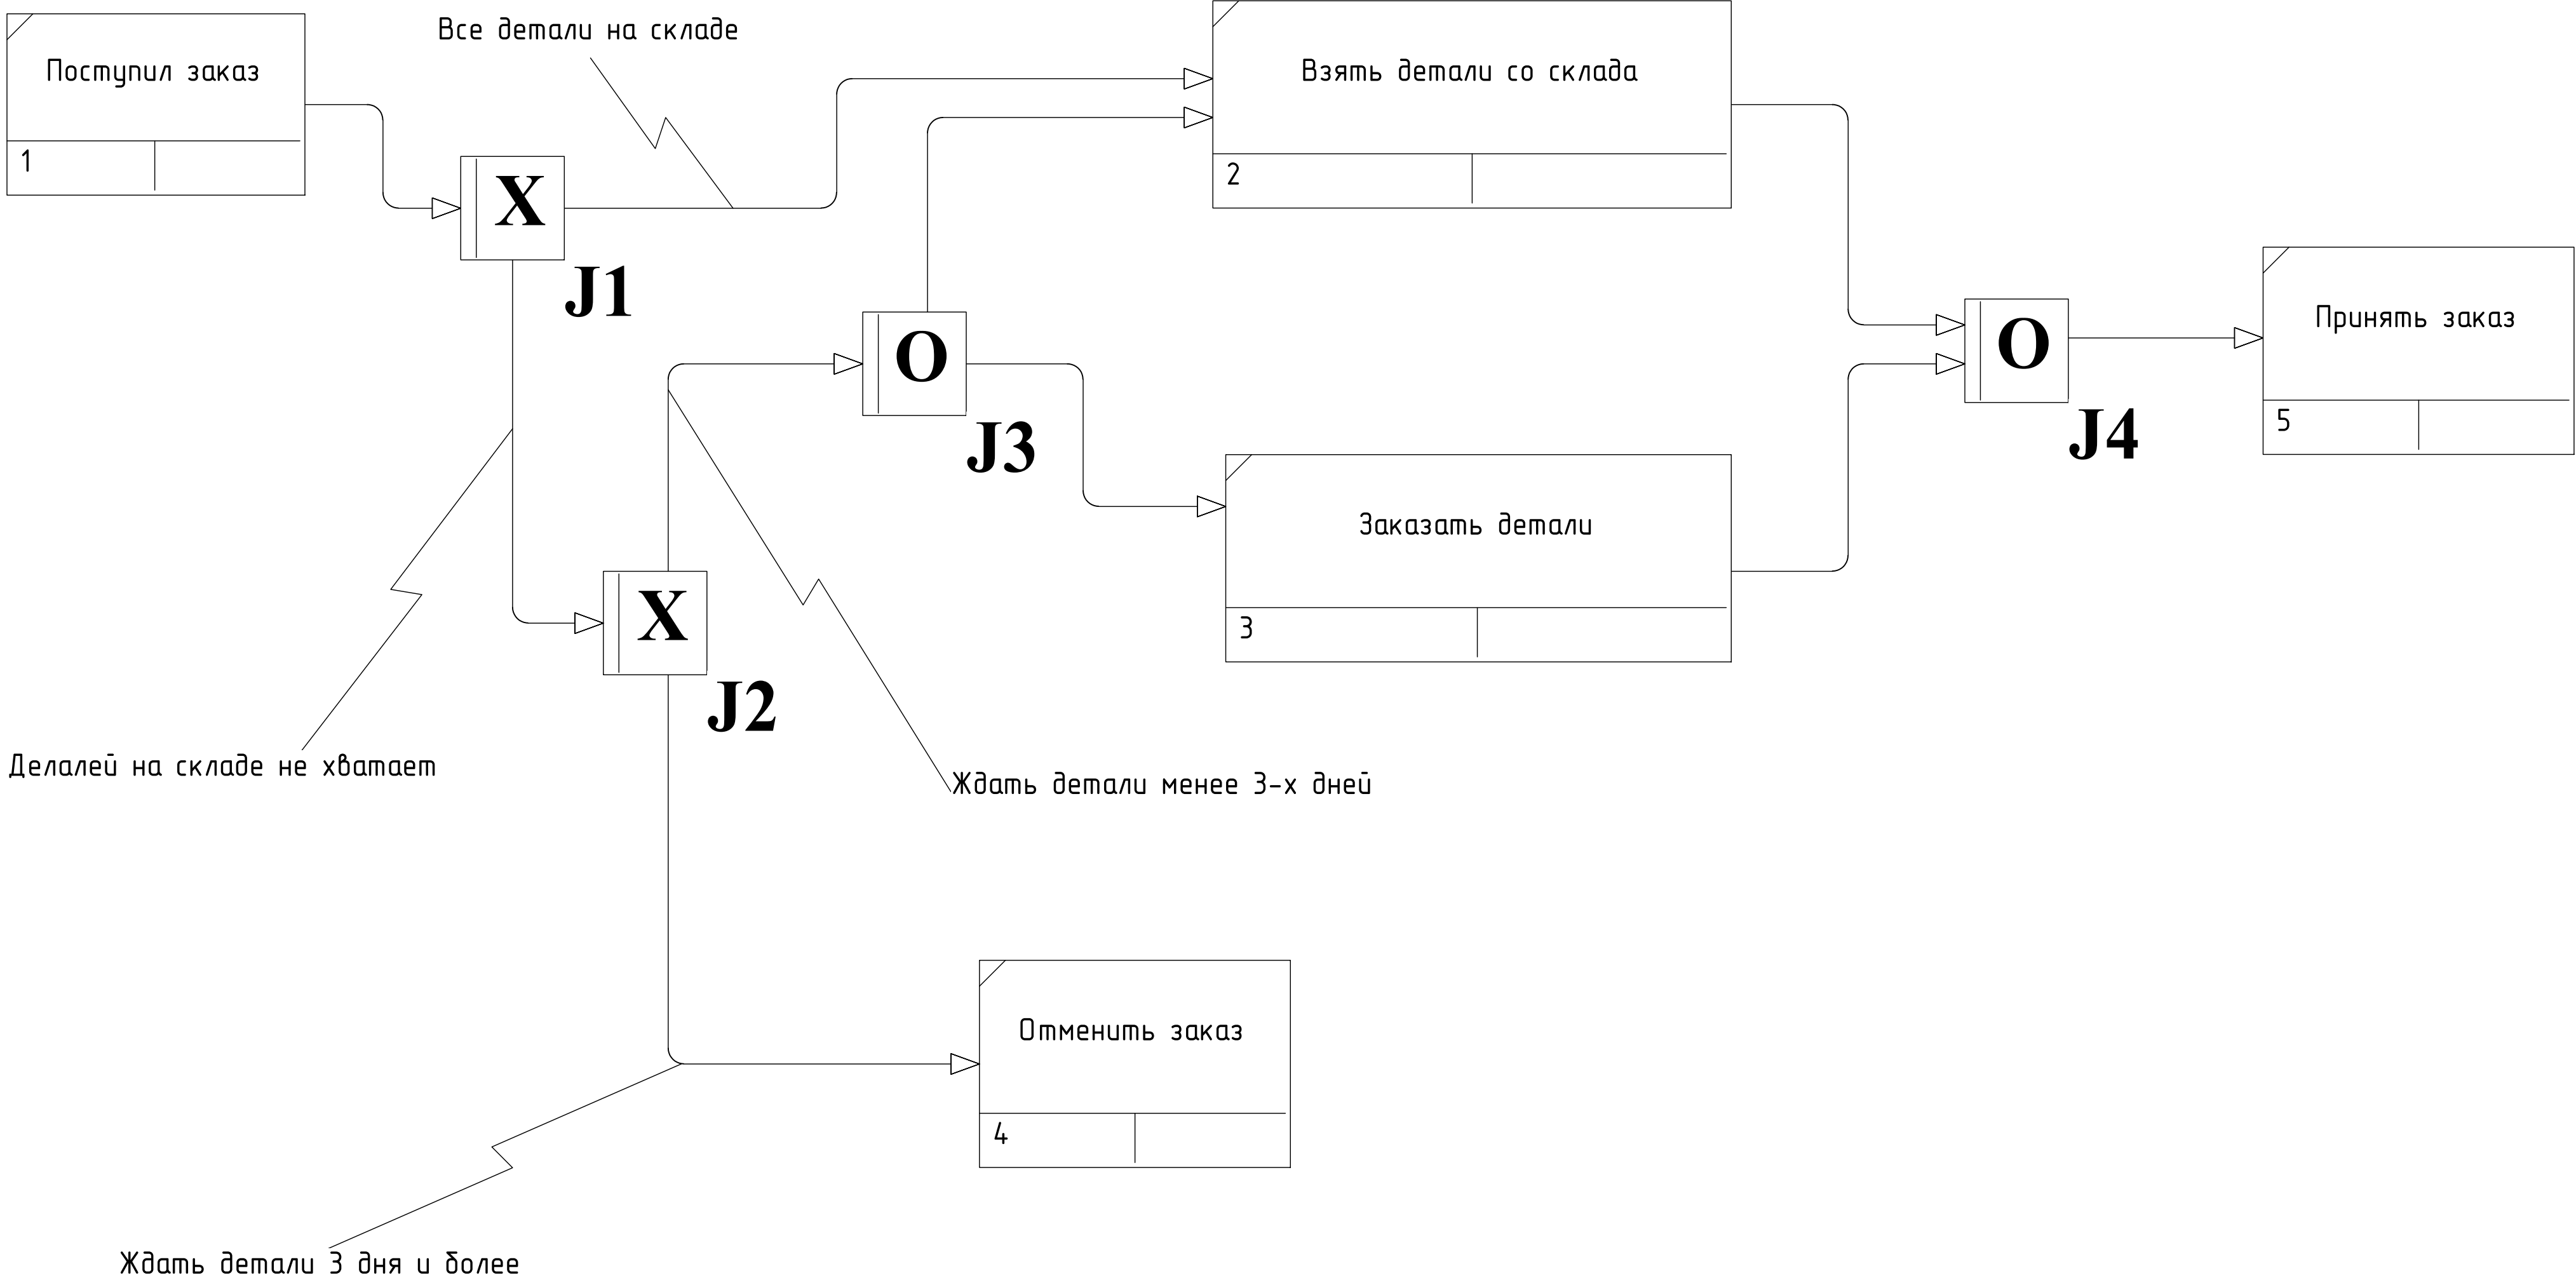 Поступил заказ
1
Все детали на складе
X
J1
Взять детали со склада
2
O
J3
O
J4
Принять заказ
5
Заказать детали
3
X
J2
Делалей на складе не хватает
Ждать детали менее 3-х дней
Отменить заказ
4
Ждать детали 3 дня и более